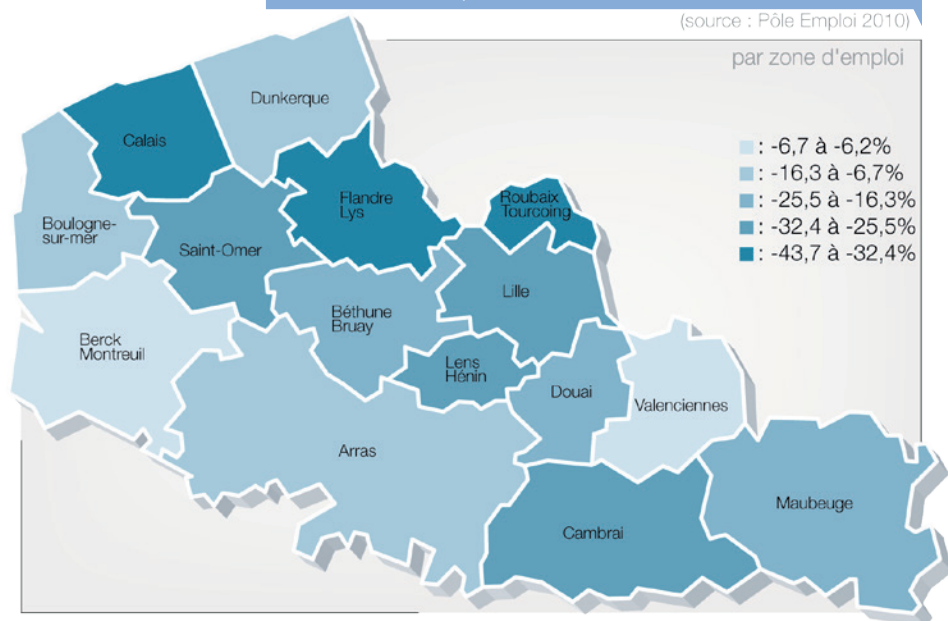 (source : Pôle Emploi 2010)
par zone d'emploi
: -6,7 à -6,2%
: -16,3 à -6,7%
: -25,5 à -16,3%
: -32,4 à -25,5%
: -43,7 à -32,4%
Dunkerque
Calais
Flandre
Lys
Roubaix
Tourcoing
Boulogne-
sur-mer
Saint-Omer
Lille
Béthune
Bruay
Berck
Montreuil
Lens
Hénin
Douai
Valenciennes
Arras
Maubeuge
Cambrai